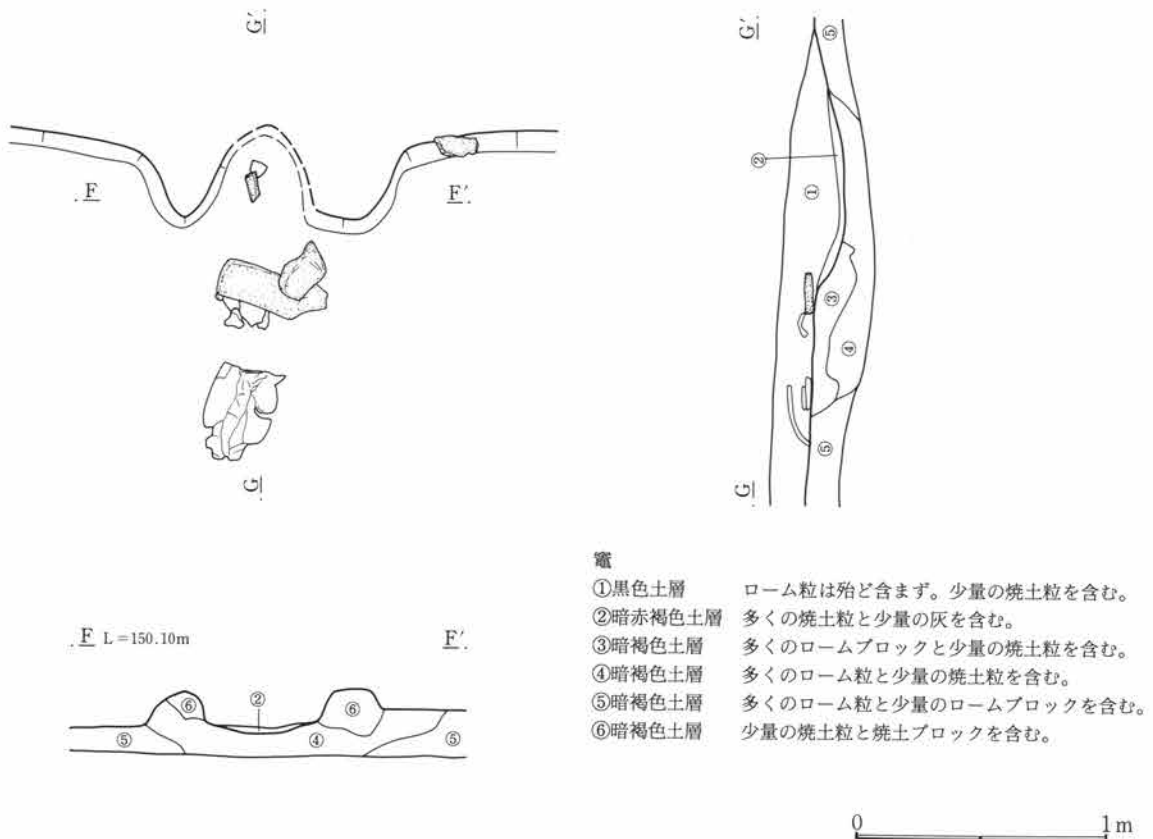 G′
F
F′
G
G′
⑤
②
①
③
④
⑤
G
F L=150.10m
F′
⑥
②
⑥
⑤
④
⑤
竈
①黒色土層 ローム粒は殆ど含まず。少量の焼土粒を含む。
②暗赤褐色土層 多くの焼土粒と少量の灰を含む。
③暗褐色土層 多くのロームブロックと少量の焼土粒を含む。
④暗褐色土層 多くのローム粒と少量の焼土粒を含む。
⑤暗褐色土層 多くのローム粒と少量のロームブロックを含む。
⑥暗褐色土層 少量の焼土粒と焼土ブロックを含む。
0 1m